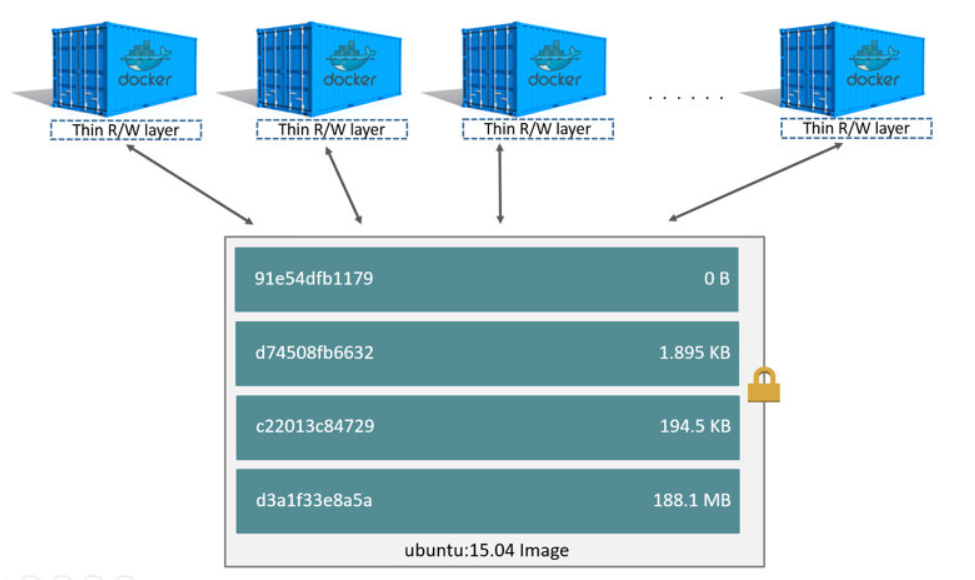 docker docker docker docker
Thin R/W layer Thin R/W layer Thin R/W layer . . . . . . . Thin R/W layer
91e54dfb1179 0 B
d74508fb6632 1.895 KB
c22013c84729 194.5 KB
d3a1f33e8a5a 188.1 MB
ubuntu:15.04 Image